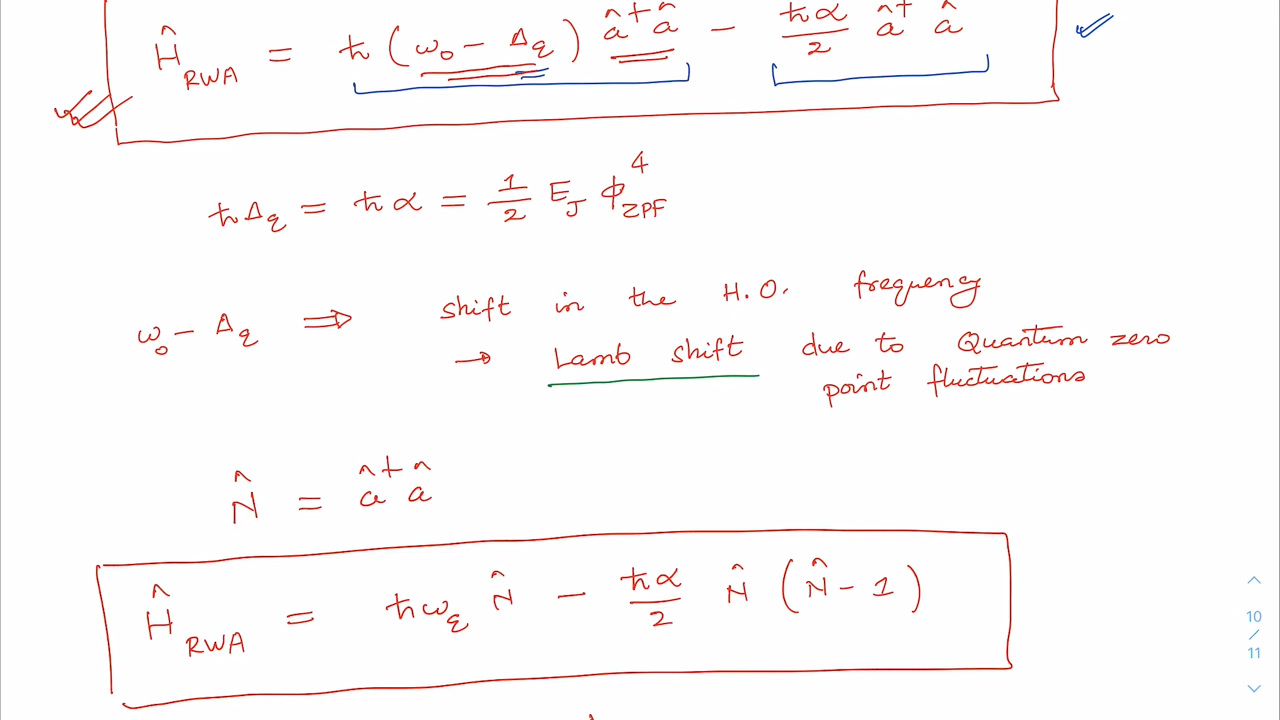 Ĥ_RWA = ħ (ω₀ − Δ_q) â†â − ħα/2 â† â
ħΔ_q = ħα = 1/2 E_J ϕ⁴_ZPF
ω₀ − Δ_q ⇒ shift in the H.O. frequency
→ Lamb shift due to Quantum zero
point fluctuations
N̂ = â†â
Ĥ_RWA = ħω_q N̂ − ħα/2 N̂ (N̂ − 1)
10
/
11